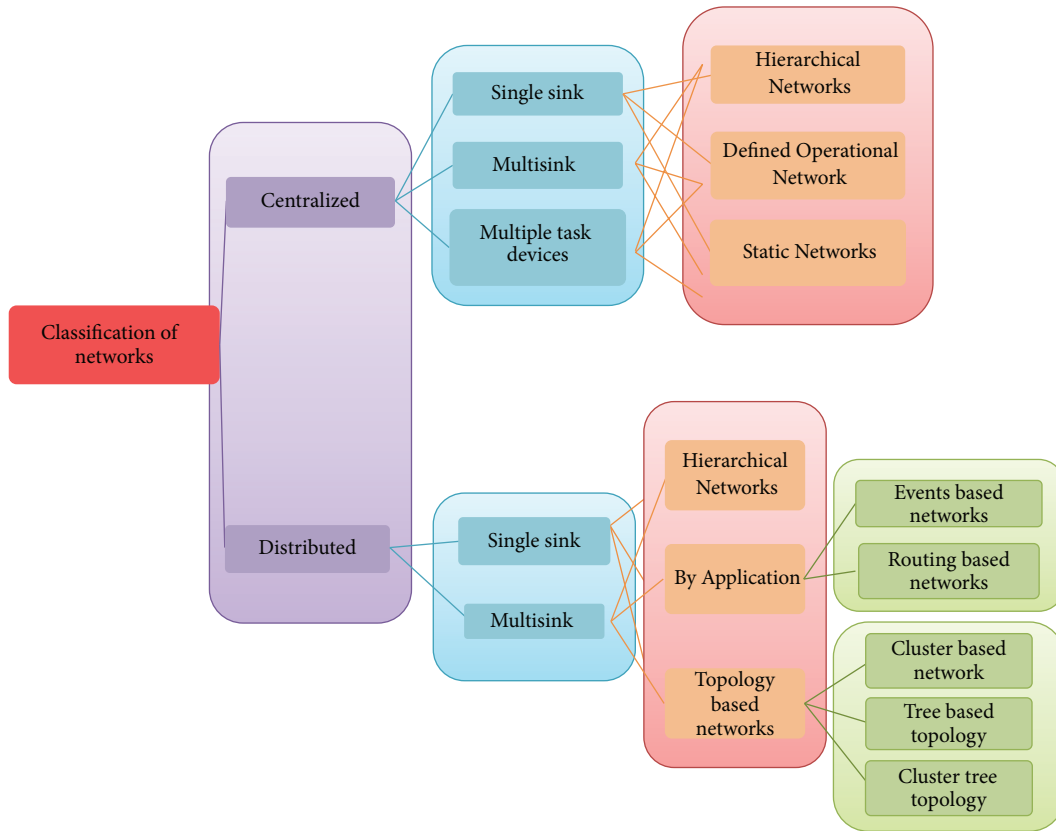 Classification of
networks
Centralized
Distributed
Single sink
Multisink
Multiple task
devices
Hierarchical
Networks
Defined Operational
Network
Static Networks
Single sink
Multisink
Hierarchical
Networks
By Application
Topology
based
networks
Events based
networks
Routing based
networks
Cluster based
network
Tree based
topology
Cluster tree
topology